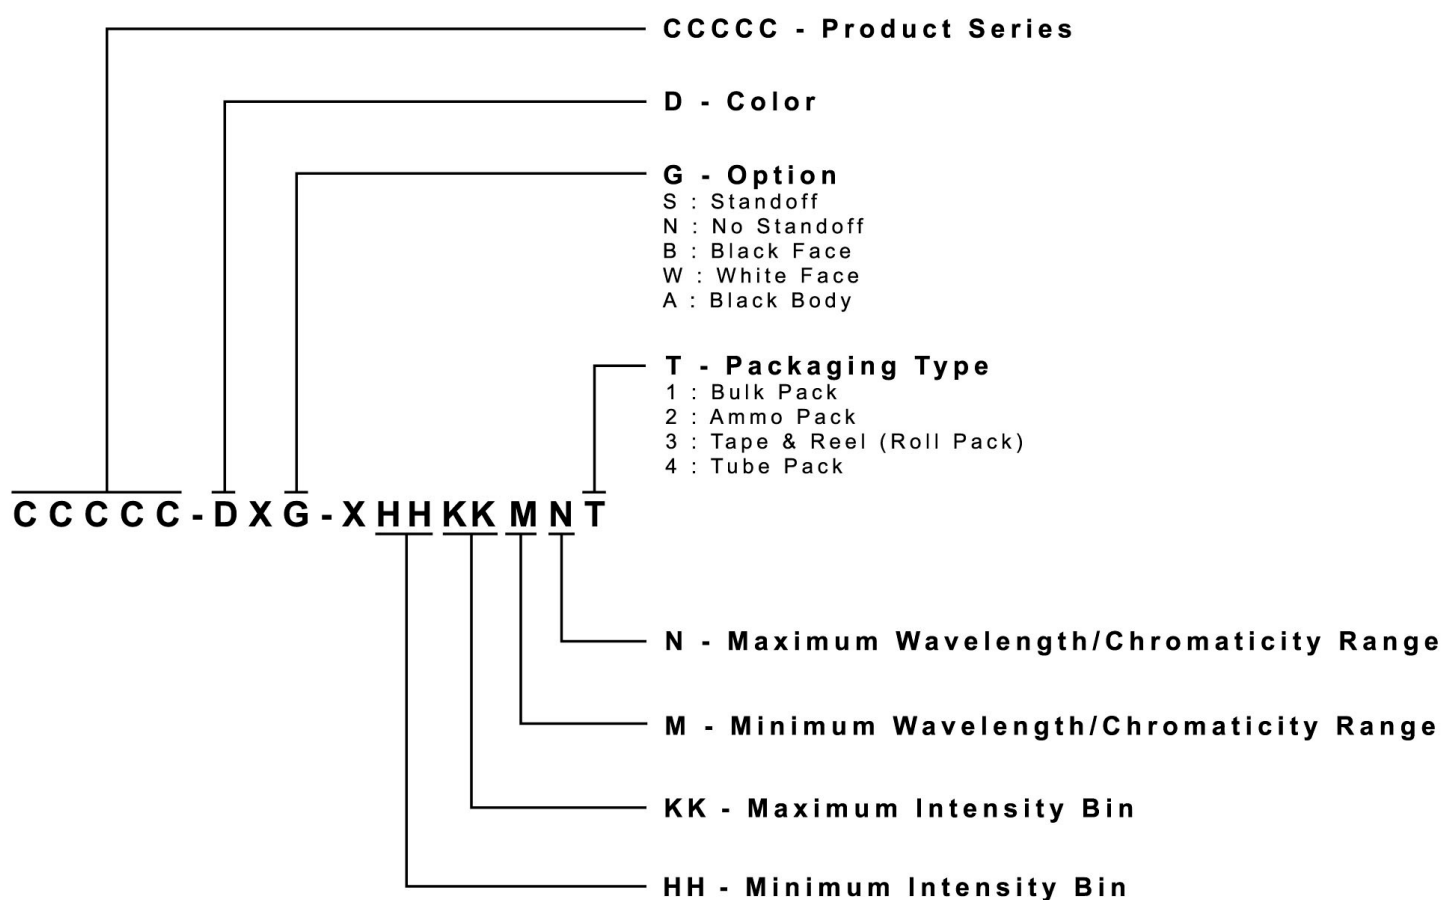 CCCCC - Product Series
D - Color
G - Option
S : Standoff
N : No Standoff
B : Black Face
W : White Face
A : Black Body
T - Packaging Type
1 : Bulk Pack
2 : Ammo Pack
3 : Tape & Reel (Roll Pack)
4 : Tube Pack
CCCCC-DXG-XHHKKMNT
N - Maximum Wavelength/Chromaticity Range
M - Minimum Wavelength/Chromaticity Range
KK - Maximum Intensity Bin
HH - Minimum Intensity Bin